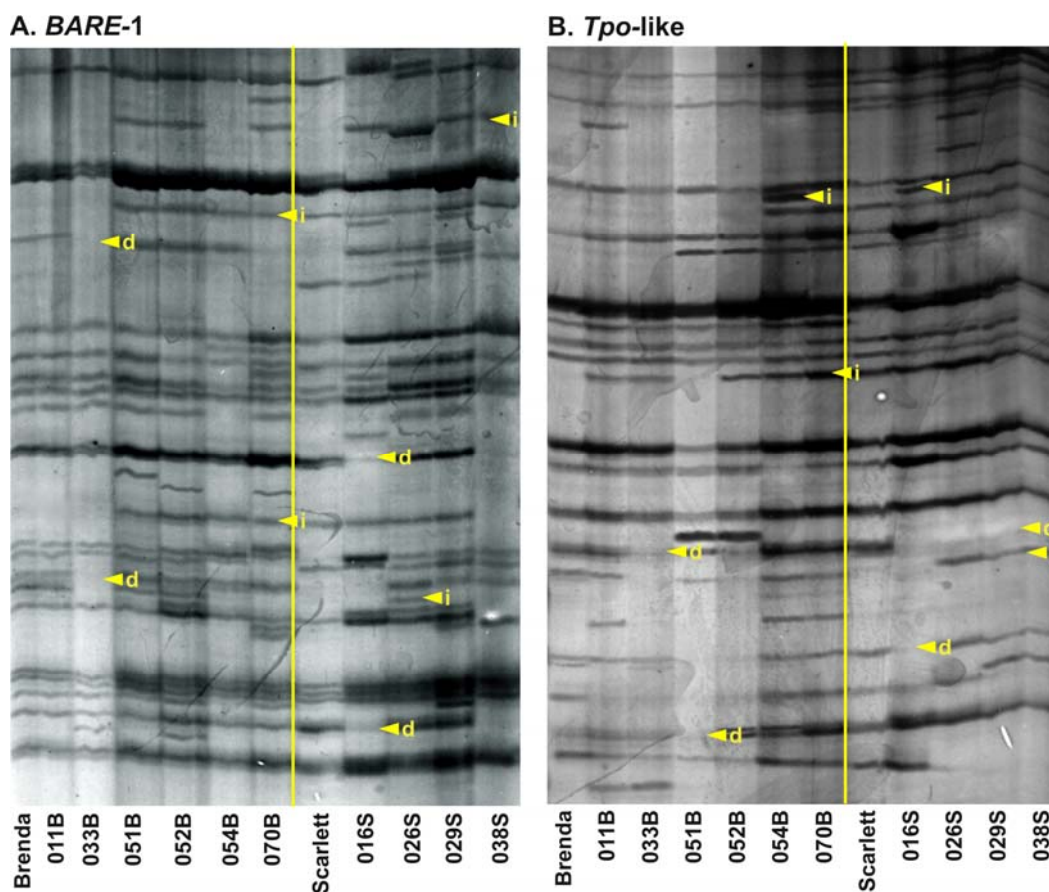 A. BARE-1
B. Tpo-like
i
i
d
d
i
d
i
d
i
i
i
d
d
d
d
Brenda
011B
033B
051B
052B
054B
070B
Scarlett
016S
026S
029S
038S
Brenda
011B
033B
051B
052B
054B
070B
Scarlett
016S
026S
029S
038S